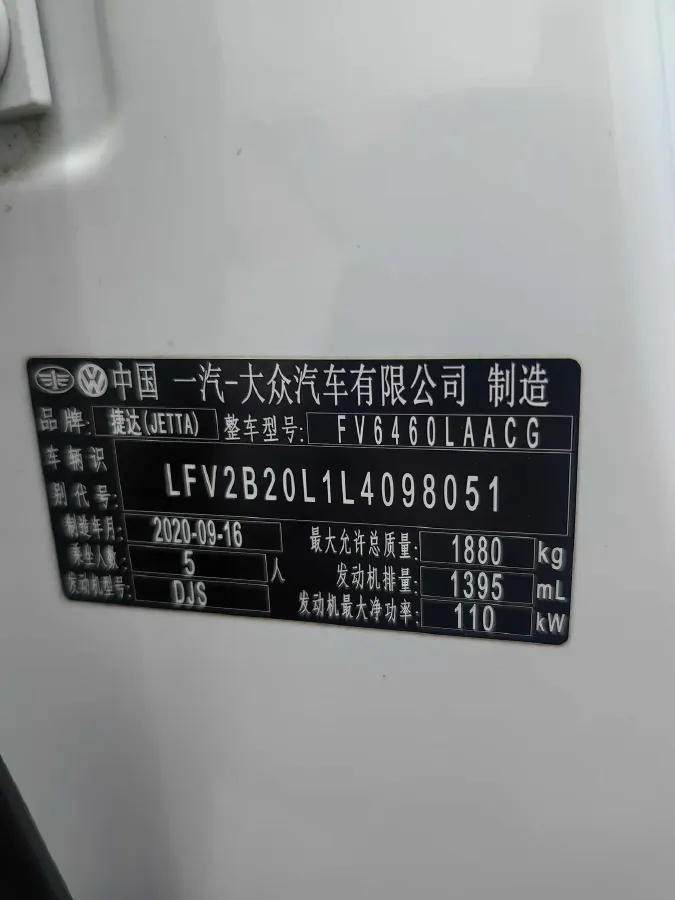 中国 一汽-大众汽车有限公司 制造
品牌: 捷达(JETTA) 整车型号: FV6460LAACG
车辆识别代号: LFV2B20L1L4098051
制造年月: 2020-09-16 最大允许总质量: 1880 kg
乘坐人数: 5 人 发动机排量: 1395 mL
发动机型号: DJS 发动机最大净功率: 110 kW